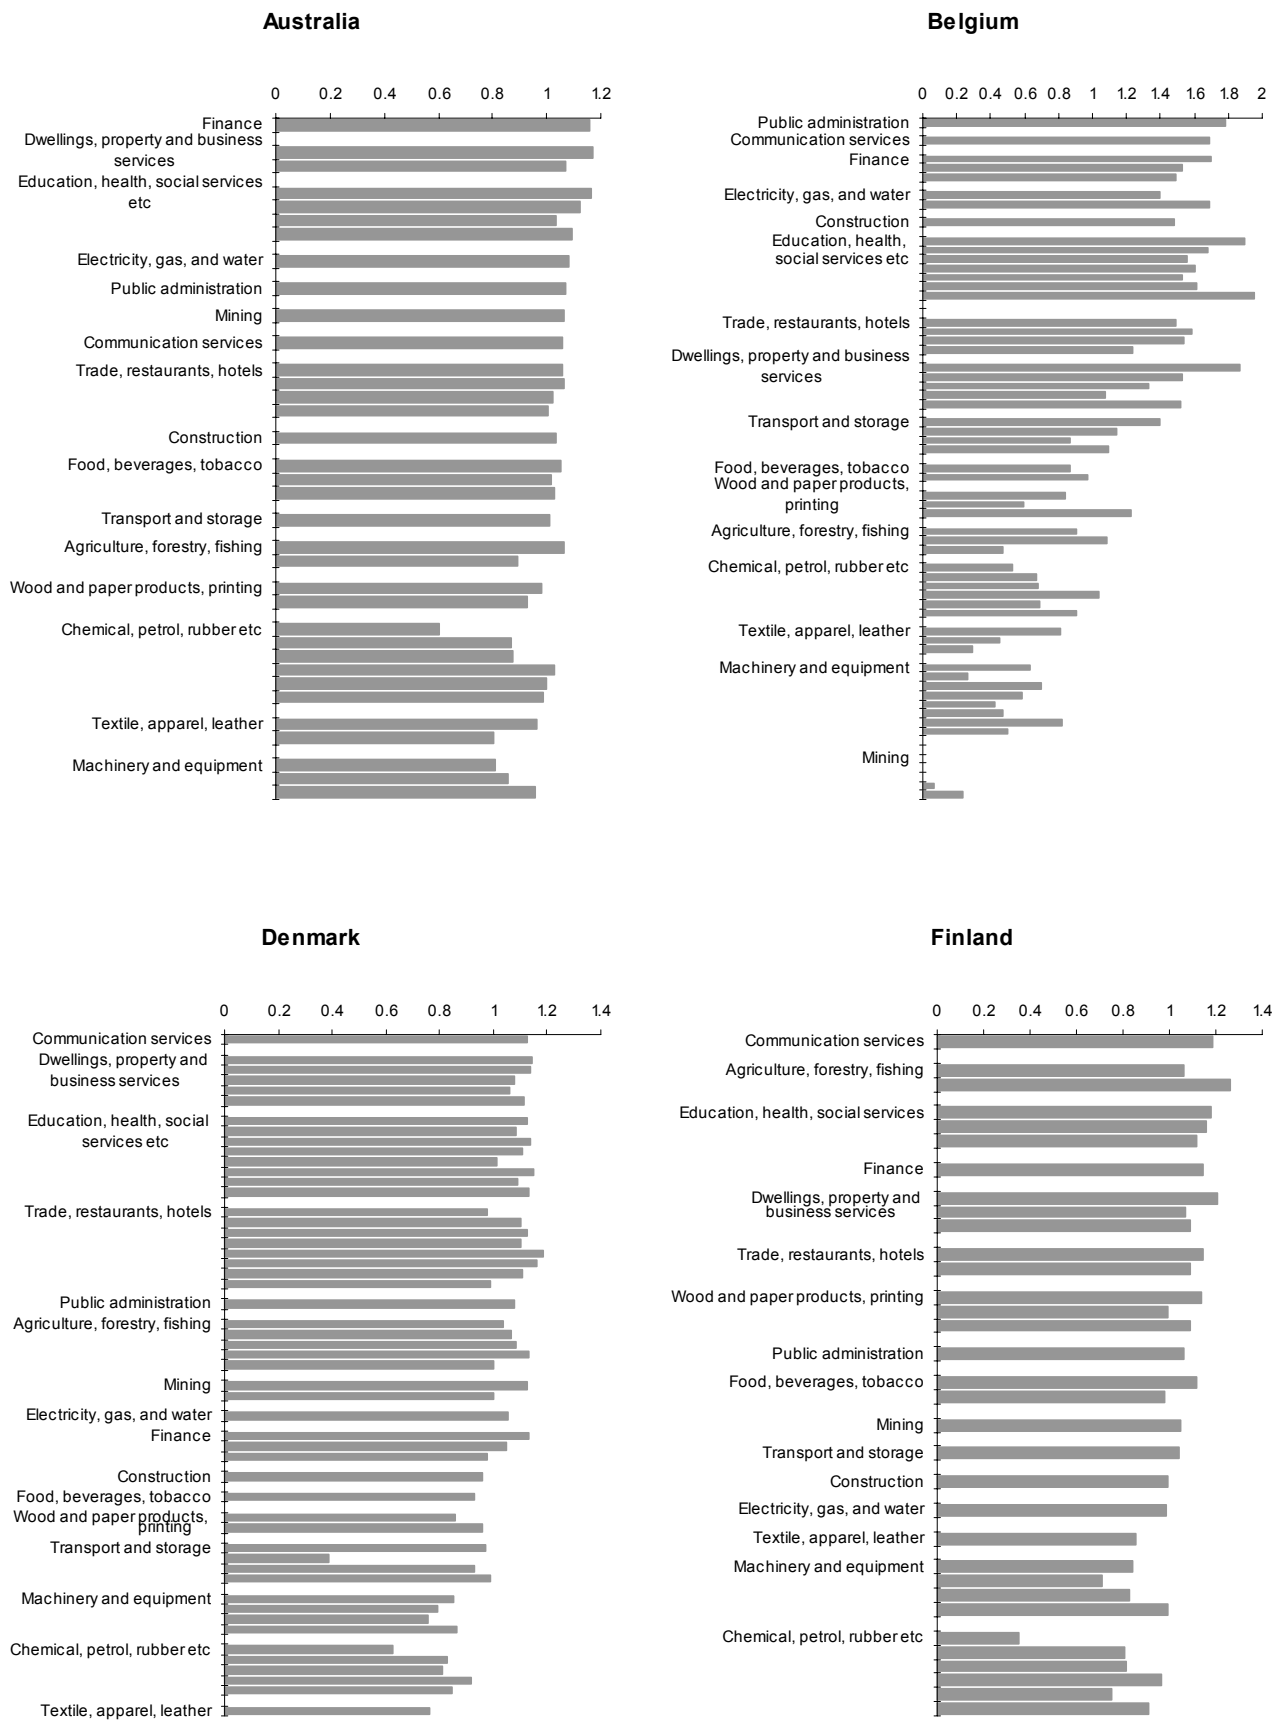 Australia
0 0.2 0.4 0.6 0.8 1 1.2
Finance
Dwellings, property and business
services
Education, health, social services
etc
Electricity, gas, and water
Public administration
Mining
Communication services
Trade, restaurants, hotels
Construction
Food, beverages, tobacco
Transport and storage
Agriculture, forestry, fishing
Wood and paper products, printing
Chemical, petrol, rubber etc
Textile, apparel, leather
Machinery and equipment
Belgium
0 0.2 0.4 0.6 0.8 1 1.2 1.4 1.6 1.8 2
Public administration
Communication services
Finance
Electricity, gas, and water
Construction
Education, health,
social services etc
Trade, restaurants, hotels
Dwellings, property and business
services
Transport and storage
Food, beverages, tobacco
Wood and paper products,
printing
Agriculture, forestry, fishing
Chemical, petrol, rubber etc
Textile, apparel, leather
Machinery and equipment
Mining
Denmark
0 0.2 0.4 0.6 0.8 1 1.2 1.4
Communication services
Dwellings, property and
business services
Education, health, social
services etc
Trade, restaurants, hotels
Public administration
Agriculture, forestry, fishing
Mining
Electricity, gas, and water
Finance
Construction
Food, beverages, tobacco
Wood and paper products,
printing
Transport and storage
Machinery and equipment
Chemical, petrol, rubber etc
Textile, apparel, leather
Finland
0 0.2 0.4 0.6 0.8 1 1.2 1.4
Communication services
Agriculture, forestry, fishing
Education, health, social services
Finance
Dwellings, property and
business services
Trade, restaurants, hotels
Wood and paper products, printing
Public administration
Food, beverages, tobacco
Mining
Transport and storage
Construction
Electricity, gas, and water
Textile, apparel, leather
Machinery and equipment
Chemical, petrol, rubber etc